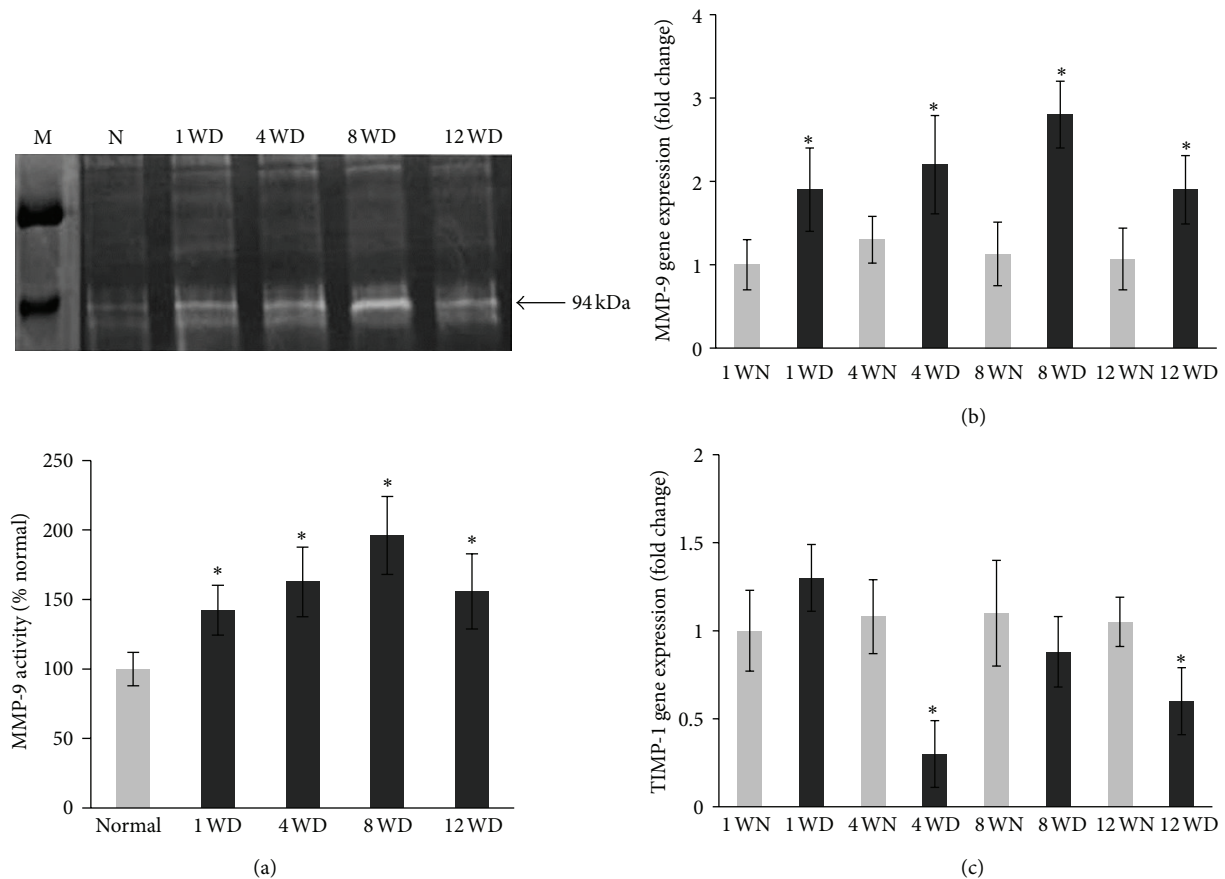 M N 1 WD 4 WD 8 WD 12 WD
94 kDa
MMP-9 activity (% normal)
250
200
150
100
50
0
* * * *
Normal 1 WD 4 WD 8 WD 12 WD
(a)
MMP-9 gene expression (fold change)
4
3
2
1
0
* * * *
1 WN 1 WD 4 WN 4 WD 8 WN 8 WD 12 WN 12 WD
(b)
TIMP-1 gene expression (fold change)
2
1.5
1
0.5
0
* *
1 WN 1 WD 4 WN 4 WD 8 WN 8 WD 12 WN 12 WD
(c)